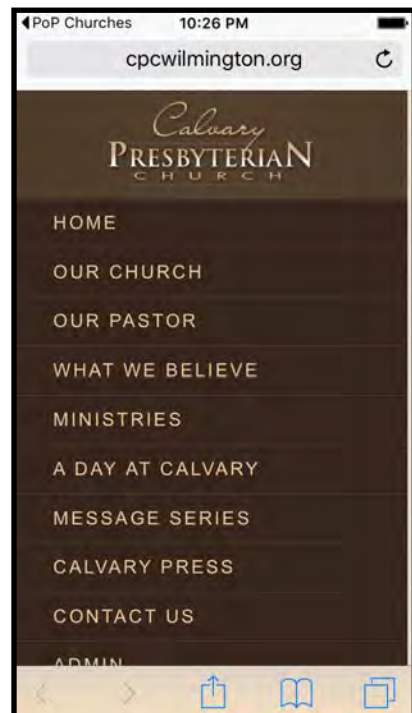 PoP Churches 10:26 PM
cpcwilmington.org
Calvary
PRESBYTERIAN
CHURCH
HOME
OUR CHURCH
OUR PASTOR
WHAT WE BELIEVE
MINISTRIES
A DAY AT CALVARY
MESSAGE SERIES
CALVARY PRESS
CONTACT US
ADMIN